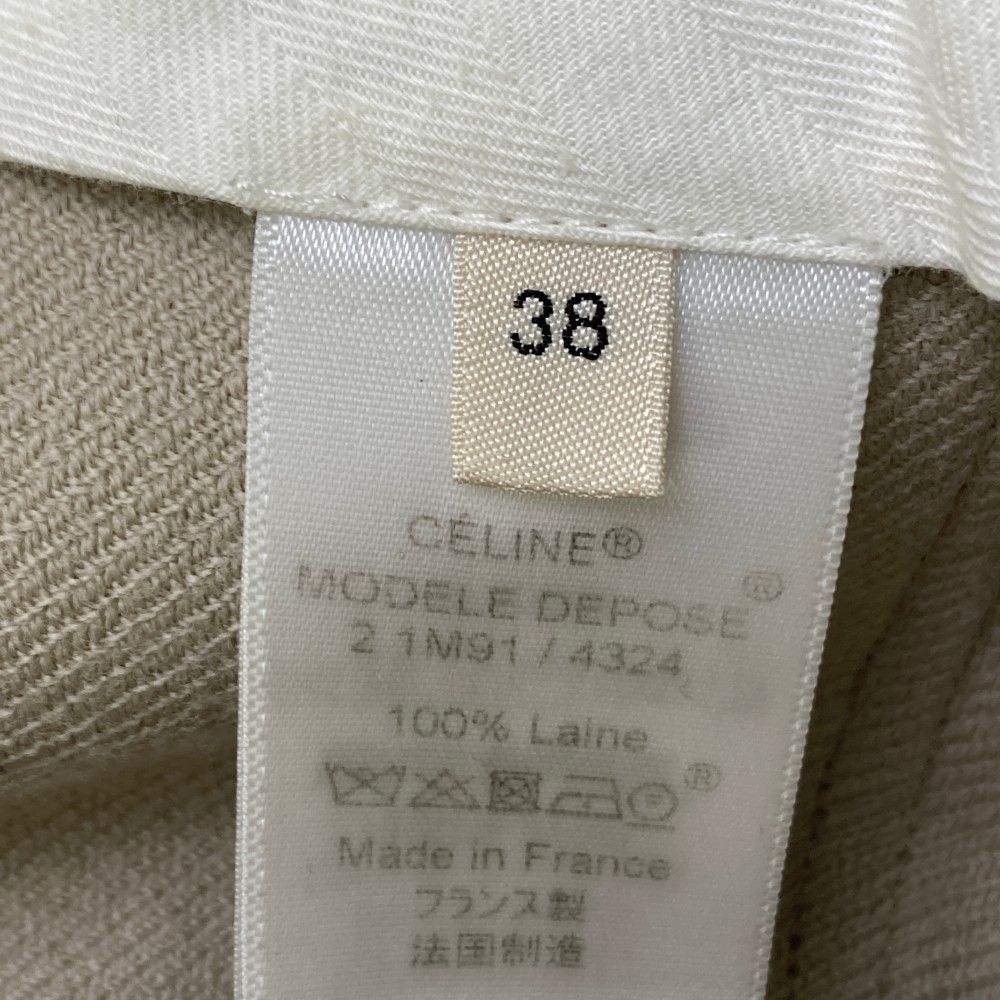 38
CÉLINE®
MODELE DEPOSE®
2 1M91 / 4324
100% Laine
®
Made in France
フランス製
法国制造